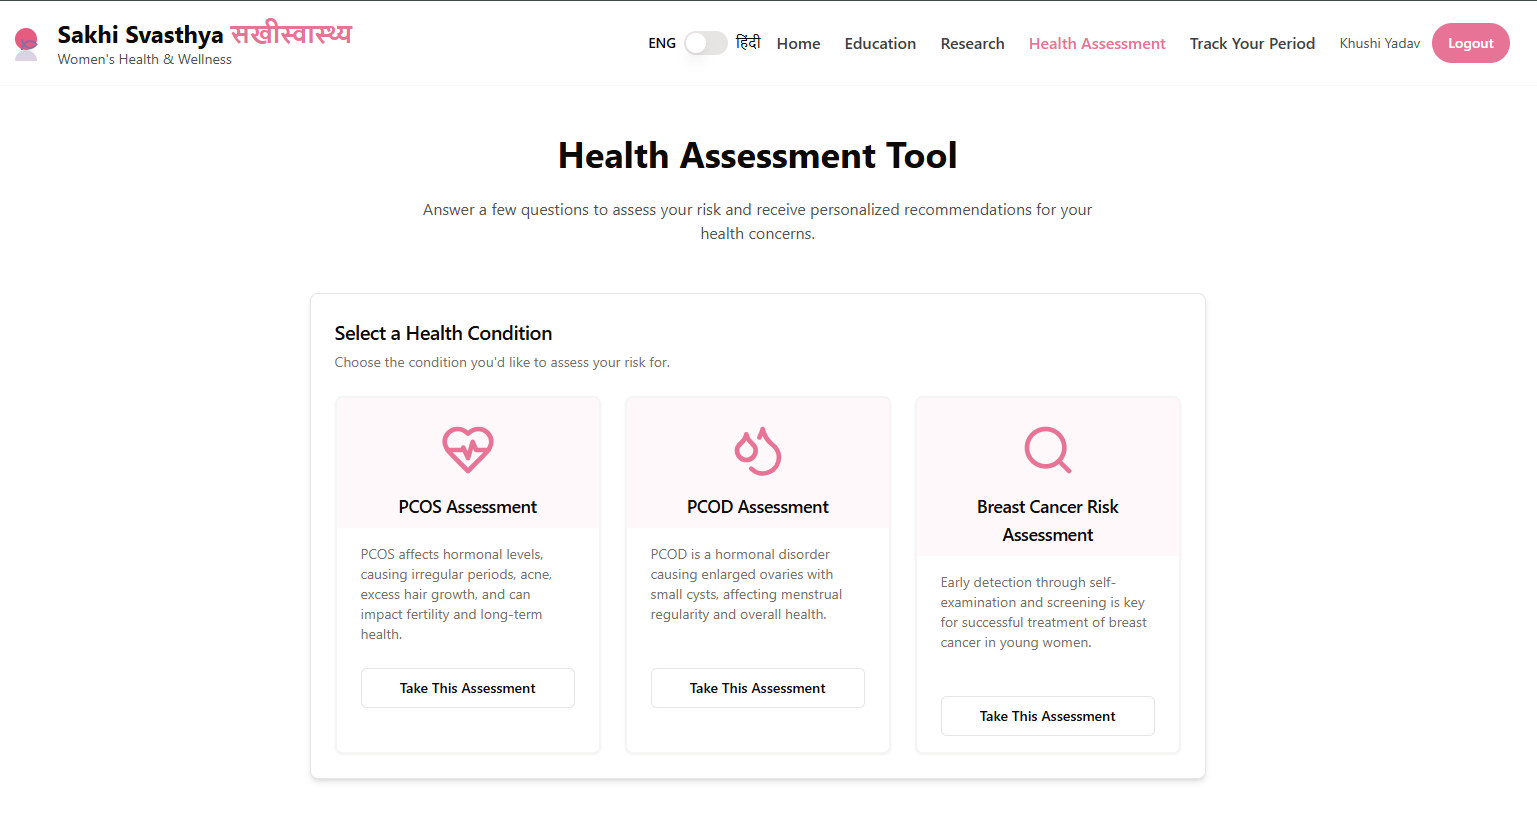 Sakhi Svasthya सखीस्वास्थ्य
Women's Health & Wellness
ENG हिंदी Home Education Research Health Assessment Track Your Period Khushi Yadav Logout
Health Assessment Tool
Answer a few questions to assess your risk and receive personalized recommendations for your
health concerns.
Select a Health Condition
Choose the condition you'd like to assess your risk for.
PCOS Assessment
PCOS affects hormonal levels,
causing irregular periods, acne,
excess hair growth, and can
impact fertility and long-term
health.
Take This Assessment
PCOD Assessment
PCOD is a hormonal disorder
causing enlarged ovaries with
small cysts, affecting menstrual
regularity and overall health.
Take This Assessment
Breast Cancer Risk
Assessment
Early detection through self-
examination and screening is key
for successful treatment of breast
cancer in young women.
Take This Assessment